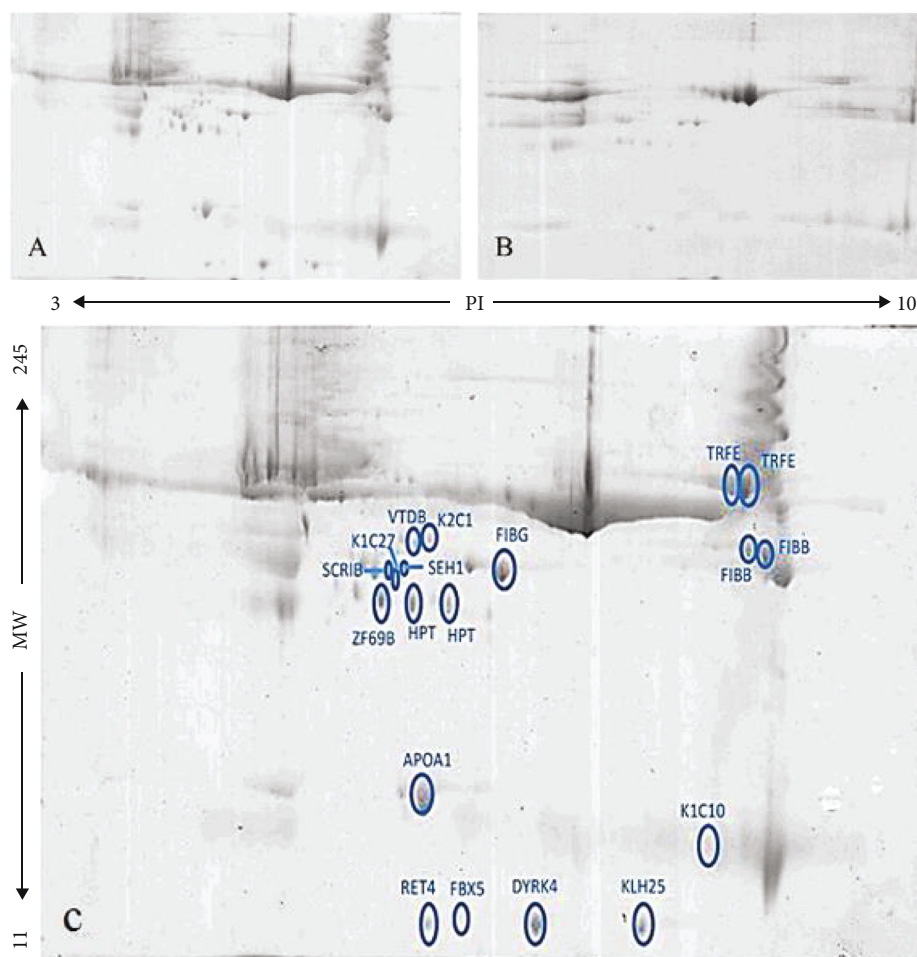 A
B
3 PI 10
245
MW
11
TRFE
TRFE
VTDB
K2C1
K1C27
FIBG
FIBB
SCRIB
SEH1
FIBB
ZF69B
HPT
HPT
APOA1
K1C10
RET4
FBX5
DYRK4
KLH25
C